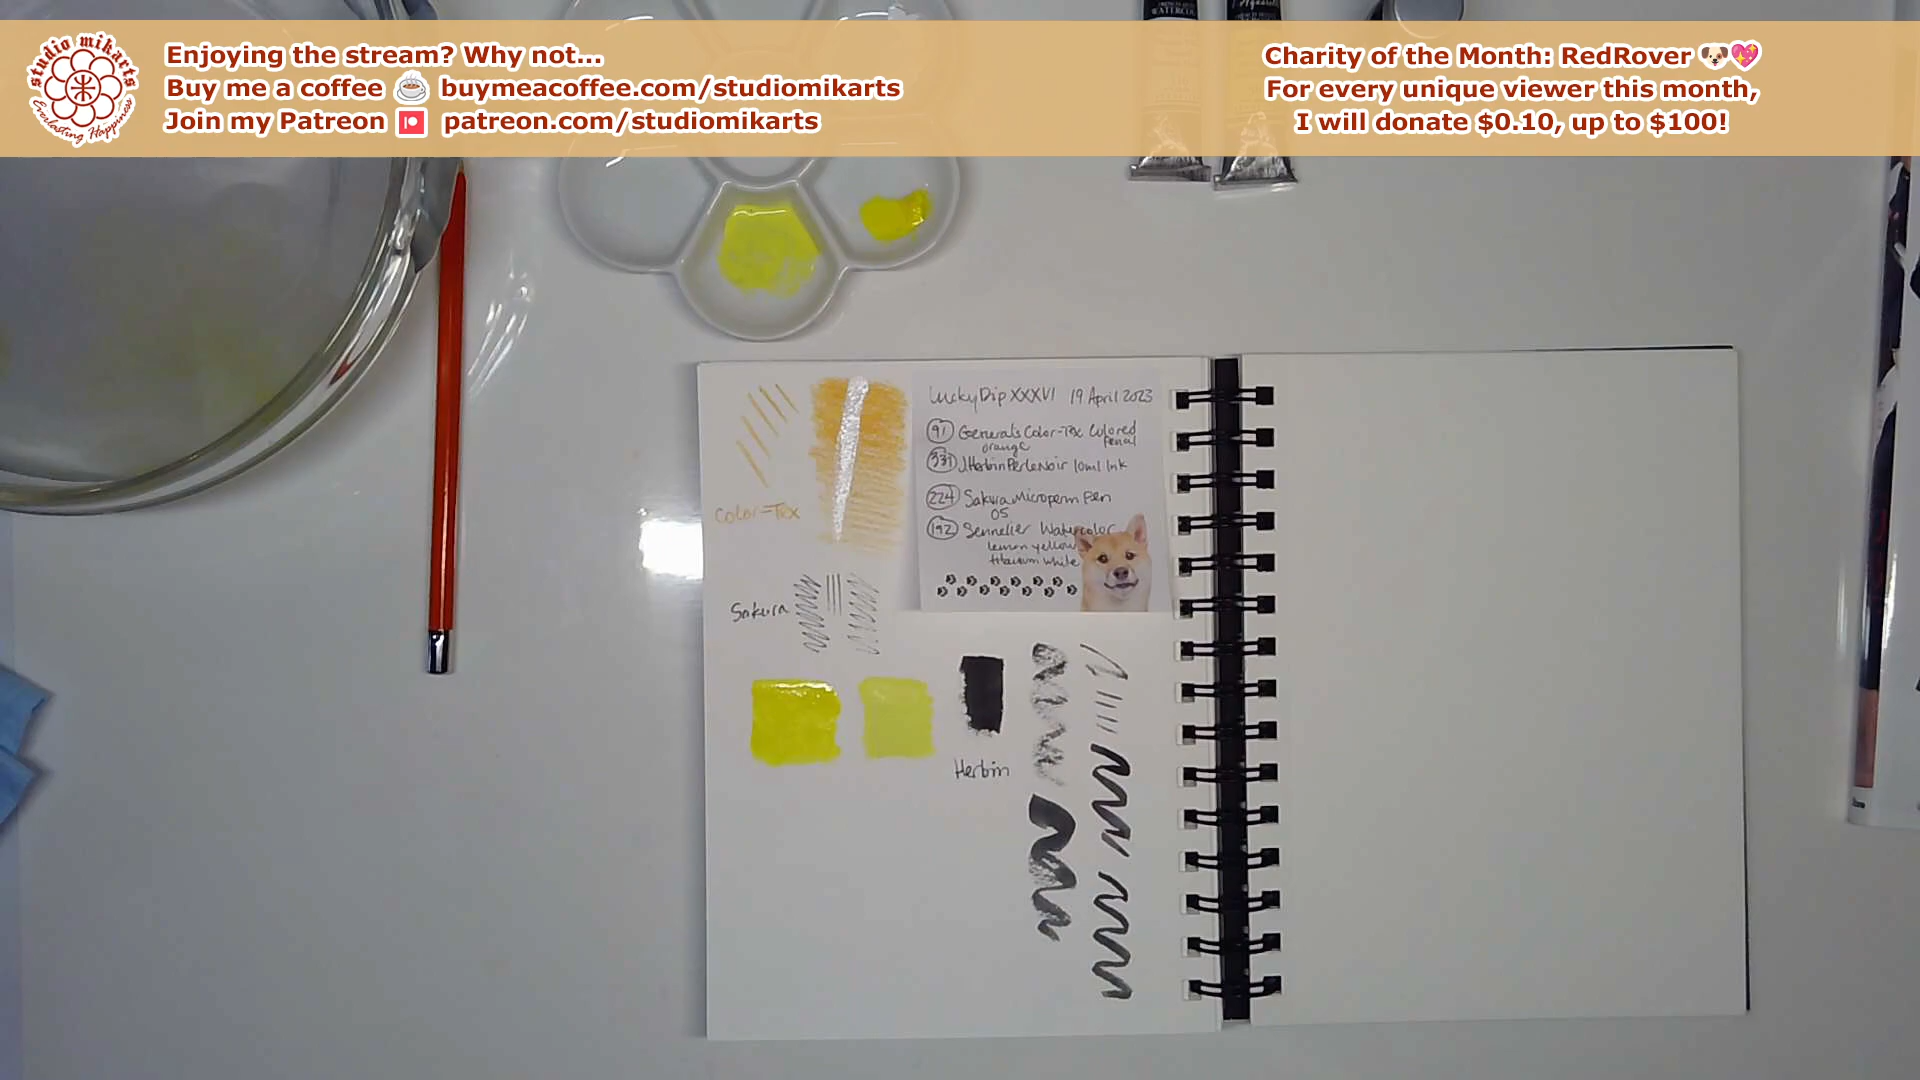 studio mikarts
Everlasting Happiness
Enjoying the stream? Why not...
Buy me a coffee ☕ buymeacoffee.com/studiomikarts
Join my Patreon patreon.com/studiomikarts
Charity of the Month: RedRover 🐶💖
For every unique viewer this month,
I will donate $0.10, up to $100!
WATERCOL
Lucky Dip XXXVI 19 April 2023
91 General's Color-Tex Colored
orange Pencil
331 J Herbin Perle Noir 10ml Ink
224 Sakura Microperm Pen
05
192 Sennelier Watercolor
lemon yellow
titanium white
Color=Tex
Sakura
Herbin